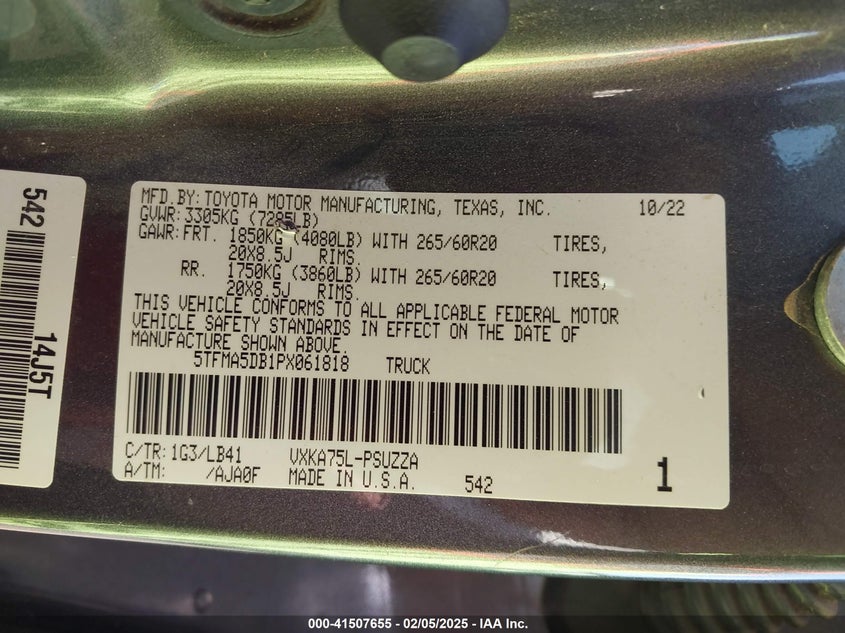 542
14J5T
MFD.BY:TOYOTA MOTOR MANUFACTURING, TEXAS, INC. 10/22
GVWR:3305KG (7285LB)
GAWR:FRT. 1850KG (4080LB) WITH 265/60R20 TIRES,
20X8.5J RIMS.
RR. 1750KG (3860LB) WITH 265/60R20 TIRES,
20X8.5J RIMS.
THIS VEHICLE CONFORMS TO ALL APPLICABLE FEDERAL MOTOR
VEHICLE SAFETY STANDARDS IN EFFECT ON THE DATE OF
MANUFACTURE SHOWN ABOVE.
5TFMA5DB1PX061818 TRUCK
C/TR:1G3/LB41 VXKA75L-PSUZZA
A/TM: /AJA0F MADE IN U.S.A. 542 1
000-41507655 - 02/05/2025 - IAA Inc.